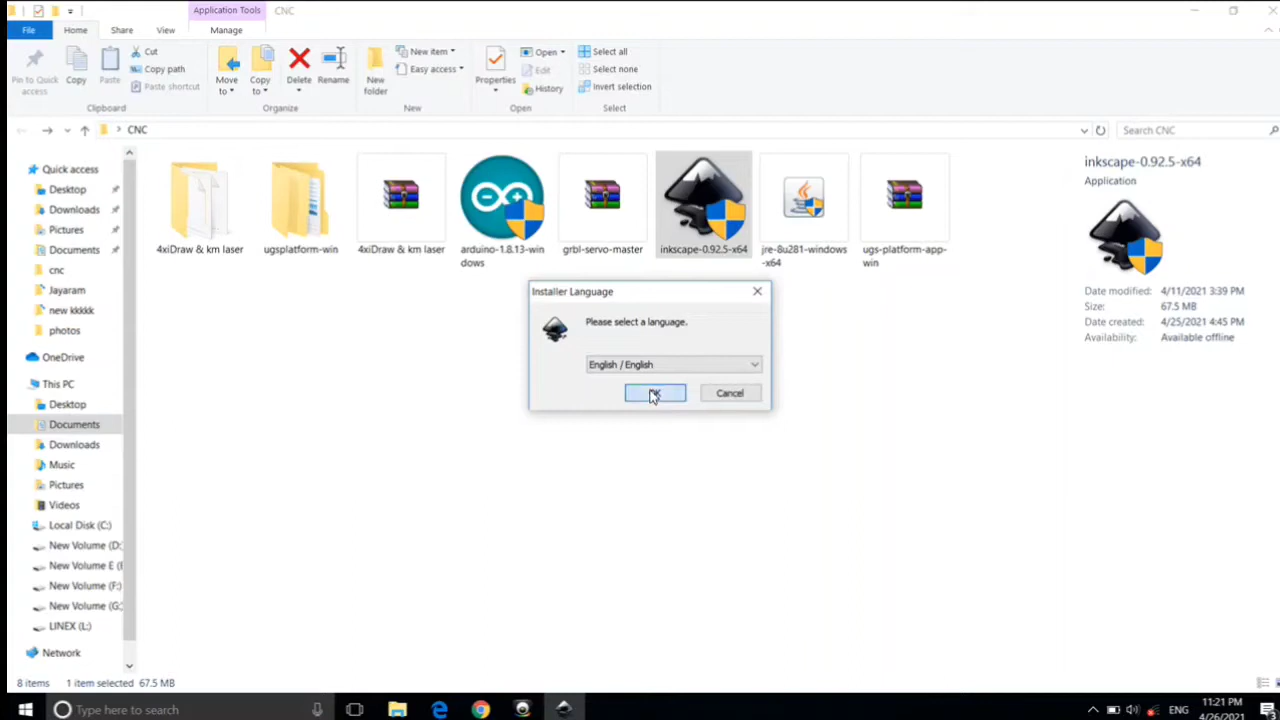 Application Tools
CNC
File
Home
Share
View
Manage
Pin to Quick access
Copy
Paste
Cut
Copy path
Paste shortcut
Move to
Copy to
Delete
Rename
New folder
New item
Easy access
Properties
Open
Edit
History
Select all
Select none
Invert selection
Clipboard
Organize
New
Open
Select
CNC
Search CNC
Quick access
Desktop
Downloads
Pictures
Documents
cnc
Jayaram
new kkkkk
photos
OneDrive
This PC
Desktop
Documents
Downloads
Music
Pictures
Videos
Local Disk (C:)
New Volume (D:
New Volume E (
New Volume (F:)
New Volume (G:
LINEX (L:)
Network
4xiDraw & km laser
ugsplatform-win
4xiDraw & km laser
arduino-1.8.13-win
dows
grbl-servo-master
inkscape-0.92.5-x64
jre-8u281-windows
-x64
ugs-platform-app-
win
Installer Language
Please select a language.
English / English
Cancel
inkscape-0.92.5-x64
Application
Date modified: 4/11/2021 3:39 PM
Size: 67.5 MB
Date created: 4/25/2021 4:45 PM
Availability: Available offline
8 items 1 item selected 67.5 MB
Type here to search
ENG
11:21 PM
4/26/2021